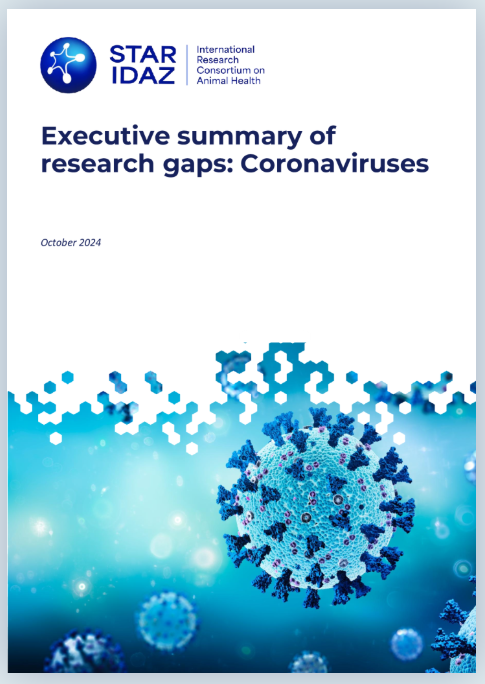 STAR
IDAZ
International
Research
Consortium on
Animal Health
Executive summary of
research gaps: Coronaviruses
October 2024